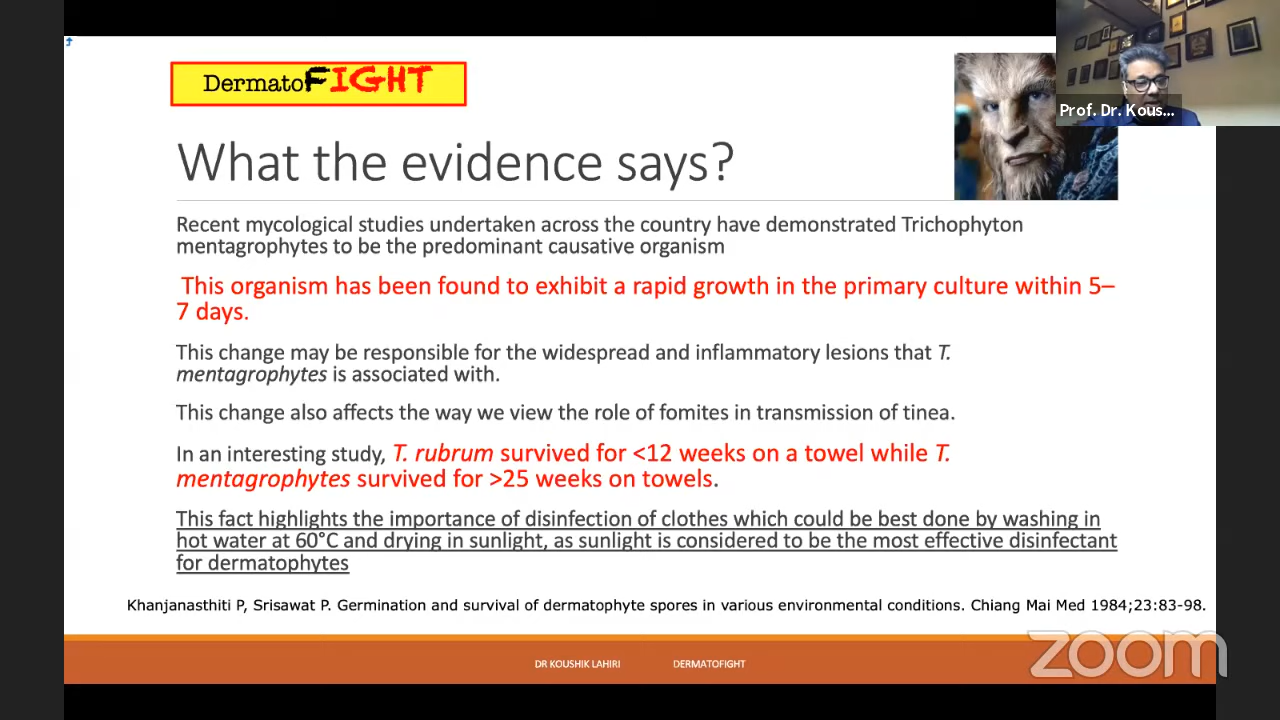 DermatoFIGHT
Prof. Dr. Kous...
What the evidence says?
Recent mycological studies undertaken across the country have demonstrated Trichophyton
mentagrophytes to be the predominant causative organism
This organism has been found to exhibit a rapid growth in the primary culture within 5–
7 days.
This change may be responsible for the widespread and inflammatory lesions that T.
mentagrophytes is associated with.
This change also affects the way we view the role of fomites in transmission of tinea.
In an interesting study, T. rubrum survived for <12 weeks on a towel while T.
mentagrophytes survived for >25 weeks on towels.
This fact highlights the importance of disinfection of clothes which could be best done by washing in
hot water at 60°C and drying in sunlight, as sunlight is considered to be the most effective disinfectant
for dermatophytes
Khanjanasthiti P, Srisawat P. Germination and survival of dermatophyte spores in various environmental conditions. Chiang Mai Med 1984;23:83-98.
DR KOUSHIK LAHIRI DERMATOFIGHT
zoom